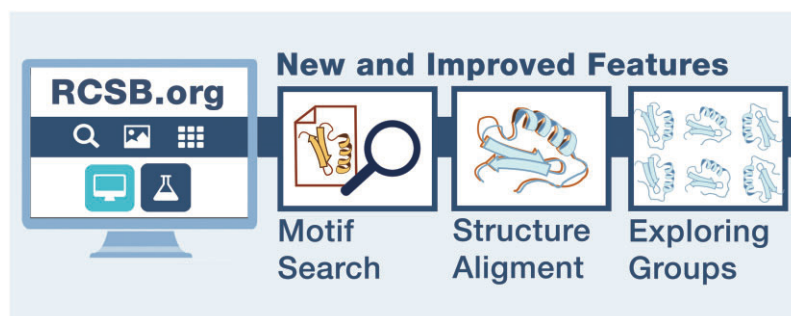 New and Improved Features
RCSB.org
Motif
Search
Structure
Aligment
Exploring
Groups